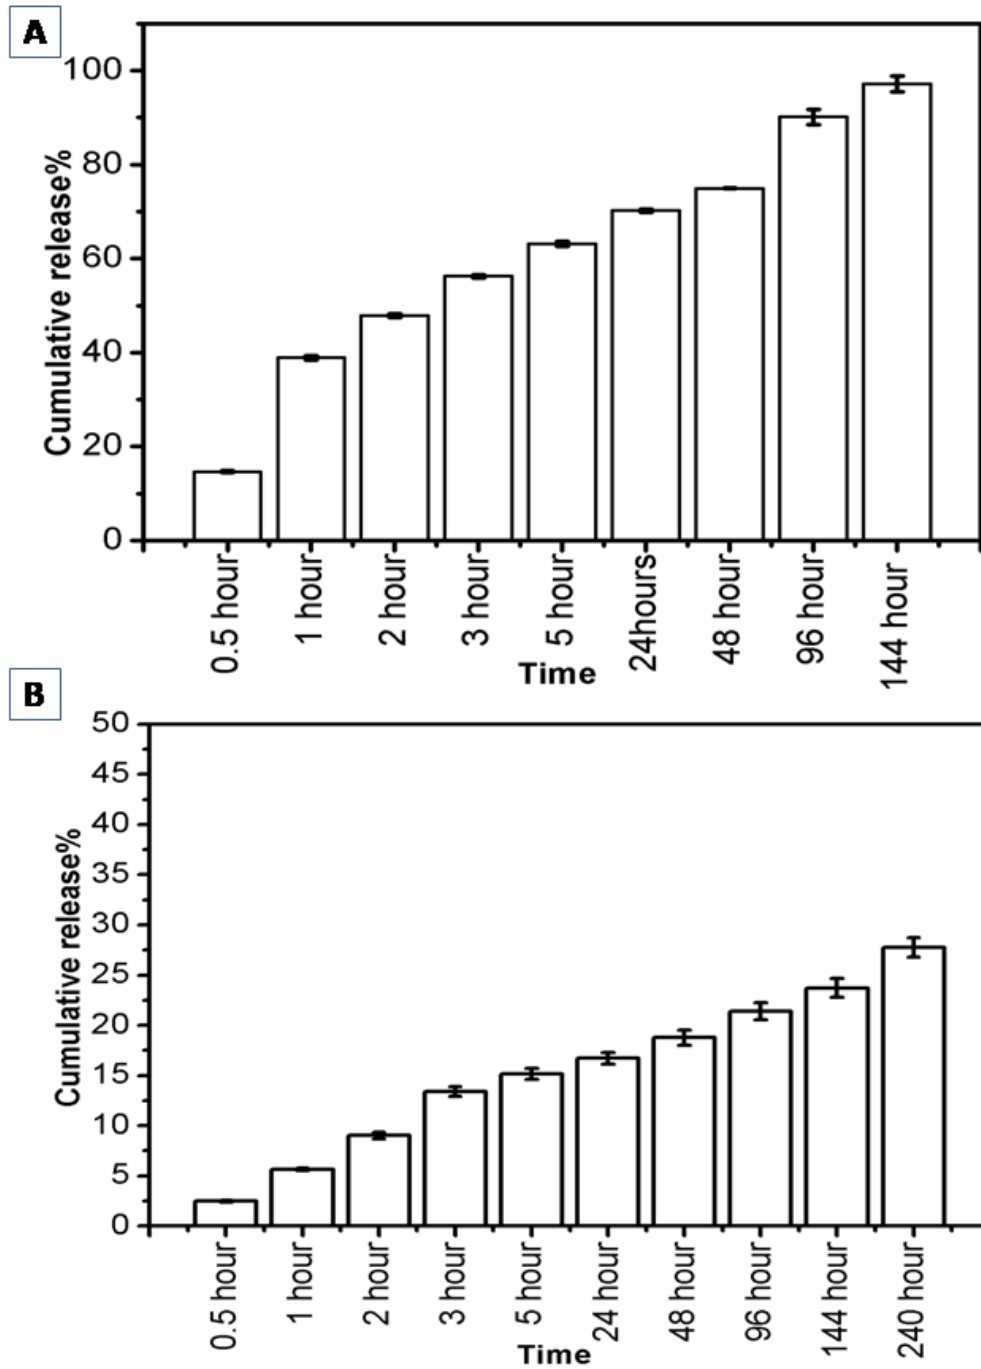 A
Cumulative release%
100
80
60
40
20
0
0.5 hour
1 hour
2 hour
3 hour
5 hour
24hours
48 hour
96 hour
144 hour
Time
B
Cumulative release%
50
45
40
35
30
25
20
15
10
5
0
0.5 hour
1 hour
2 hour
3 hour
5 hour
24 hour
48 hour
96 hour
144 hour
240 hour
Time